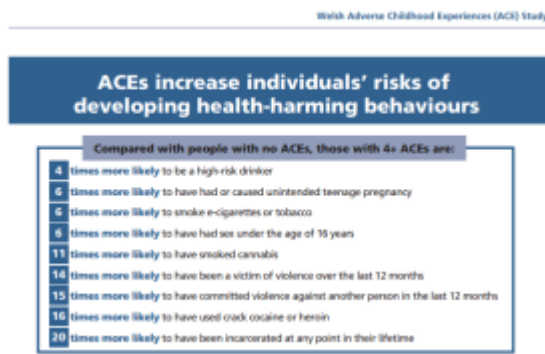 Welsh Adverse Childhood Experiences (ACE) Study
ACEs increase individuals' risks of
developing health-harming behaviours
Compared with people with no ACEs, those with 4+ ACEs are:
4 times more likely to be a high-risk drinker
6 times more likely to have had or caused unintended teenage pregnancy
6 times more likely to smoke e-cigarettes or tobacco
6 times more likely to have had sex under the age of 16 years
11 times more likely to have smoked cannabis
14 times more likely to have been a victim of violence over the last 12 months
15 times more likely to have committed violence against another person in the last 12 months
16 times more likely to have used crack cocaine or heroin
20 times more likely to have been incarcerated at any point in their lifetime